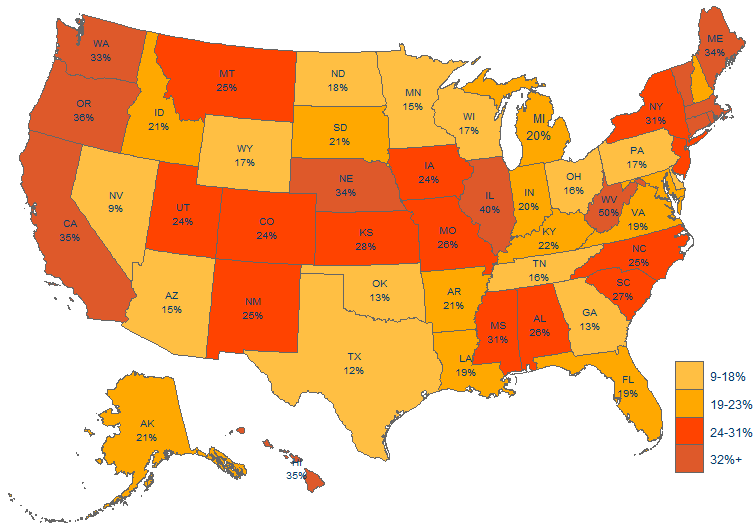 WA
33%
OR
36%
CA
35%
NV
9%
ID
21%
MT
25%
WY
17%
UT
24%
AZ
15%
CO
24%
NM
25%
ND
18%
SD
21%
NE
34%
KS
28%
OK
13%
TX
12%
MN
15%
IA
24%
MO
26%
AR
21%
LA
19%
WI
17%
IL
40%
MI
20%
IN
20%
OH
16%
KY
22%
TN
16%
MS
31%
AL
26%
GA
13%
FL
19%
SC
27%
NC
25%
VA
19%
WV
50%
PA
17%
NY
31%
ME
34%
AK
21%
HI
35%
9-18%
19-23%
24-31%
32%+